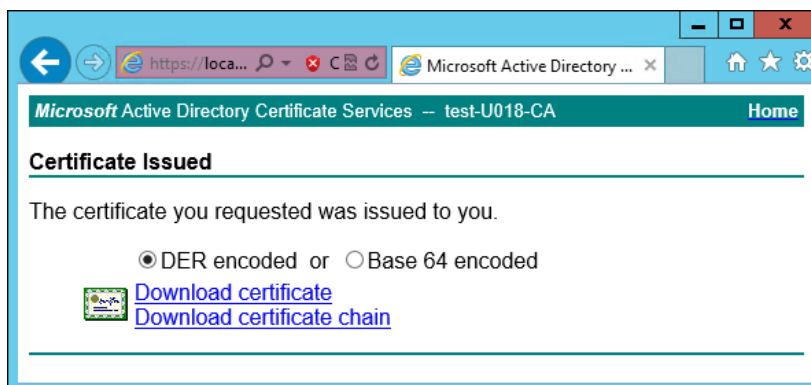 https://loca...
Microsoft Active Directory ...
Microsoft Active Directory Certificate Services -- test-U018-CA Home
Certificate Issued
The certificate you requested was issued to you.
DER encoded or Base 64 encoded
Download certificate
Download certificate chain